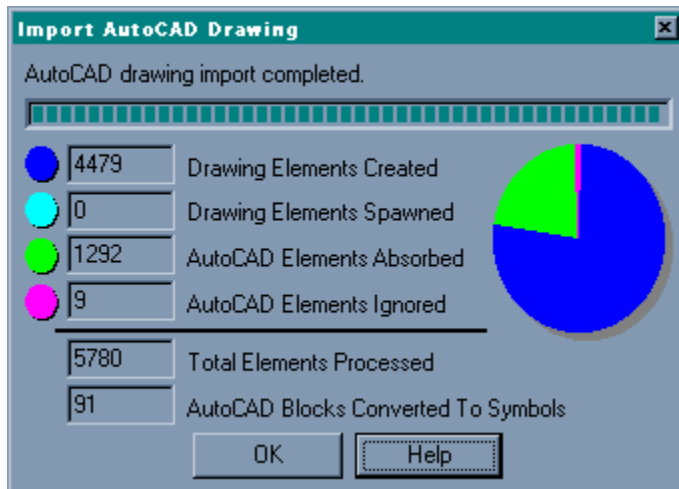 Import AutoCAD Drawing
AutoCAD drawing import completed.
4479 Drawing Elements Created
0 Drawing Elements Spawned
1292 AutoCAD Elements Absorbed
9 AutoCAD Elements Ignored
5780 Total Elements Processed
91 AutoCAD Blocks Converted To Symbols
OK Help